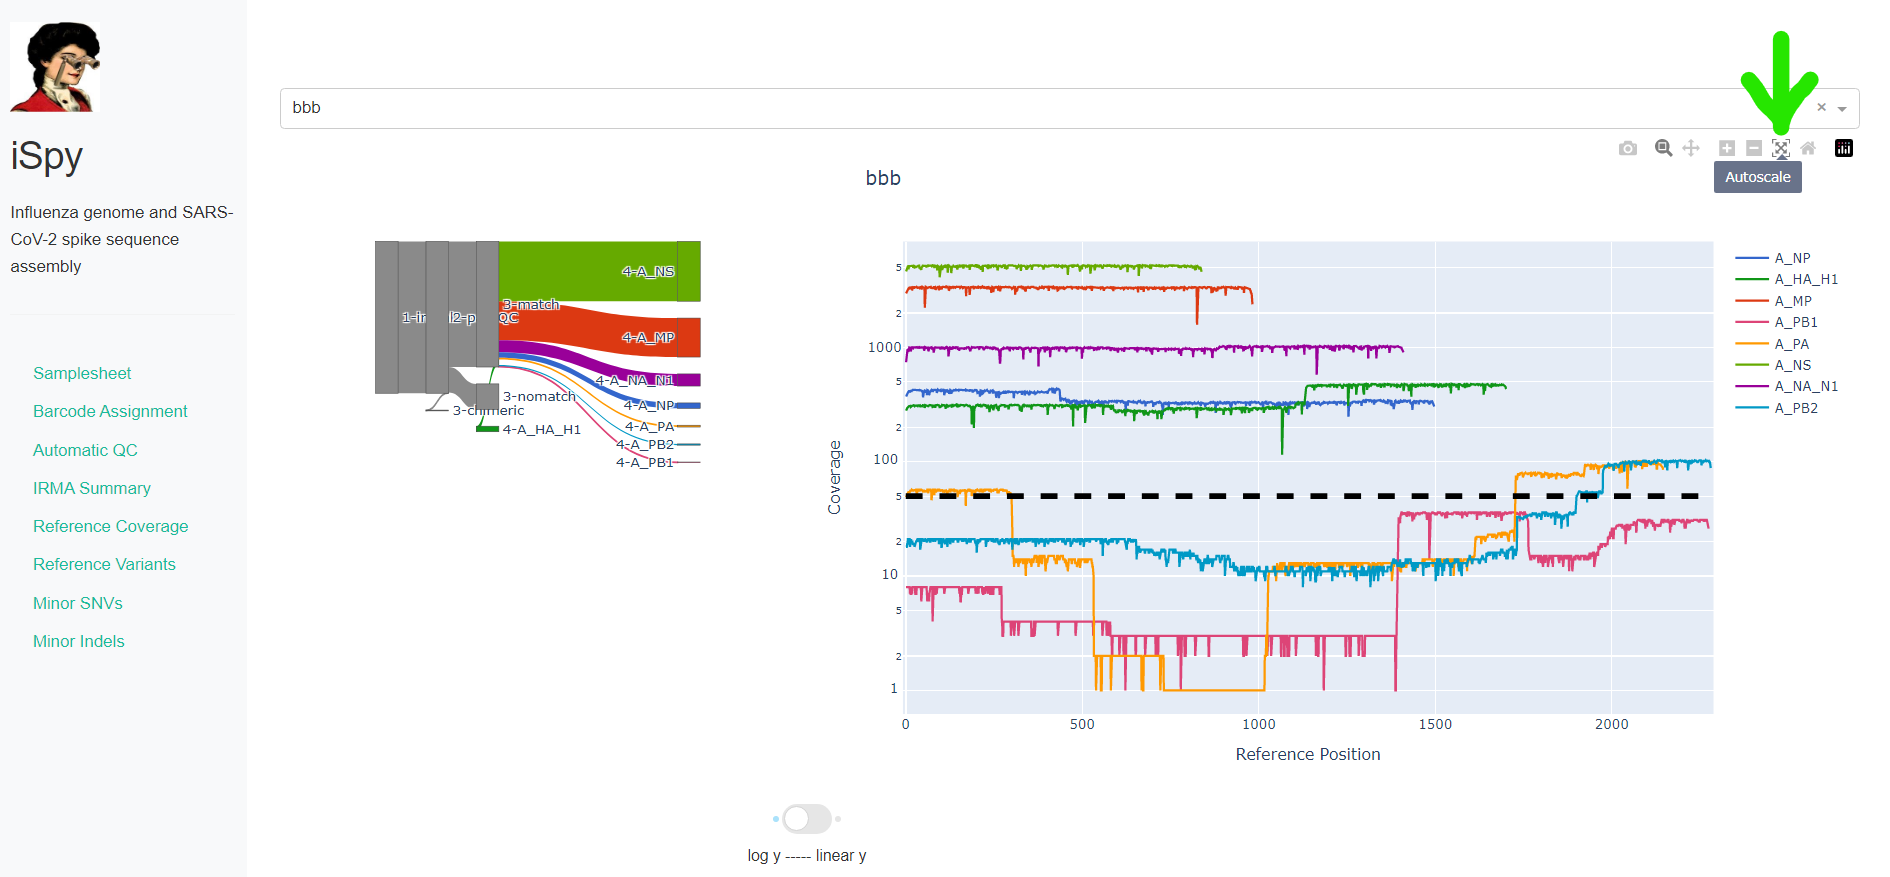 iSpy
Influenza genome and SARS-
CoV-2 spike sequence
assembly
Samplesheet
Barcode Assignment
Automatic QC
IRMA Summary
Reference Coverage
Reference Variants
Minor SNVs
Minor Indels
bbb
×
Autoscale
bbb
4-A_NS
3-match
QC
4-A_MP
4-A_NA_N1
3-nomatch
4-A_NP
3-chimeric
4-A_PA
4-A_HA_H1
4-A_PB2
4-A_PB1
Coverage
5
2
1000
5
2
100
5
2
10
5
2
1
0 500 1000 1500 2000
Reference Position
A_NP
A_HA_H1
A_MP
A_PB1
A_PA
A_NS
A_NA_N1
A_PB2
log y ----- linear y